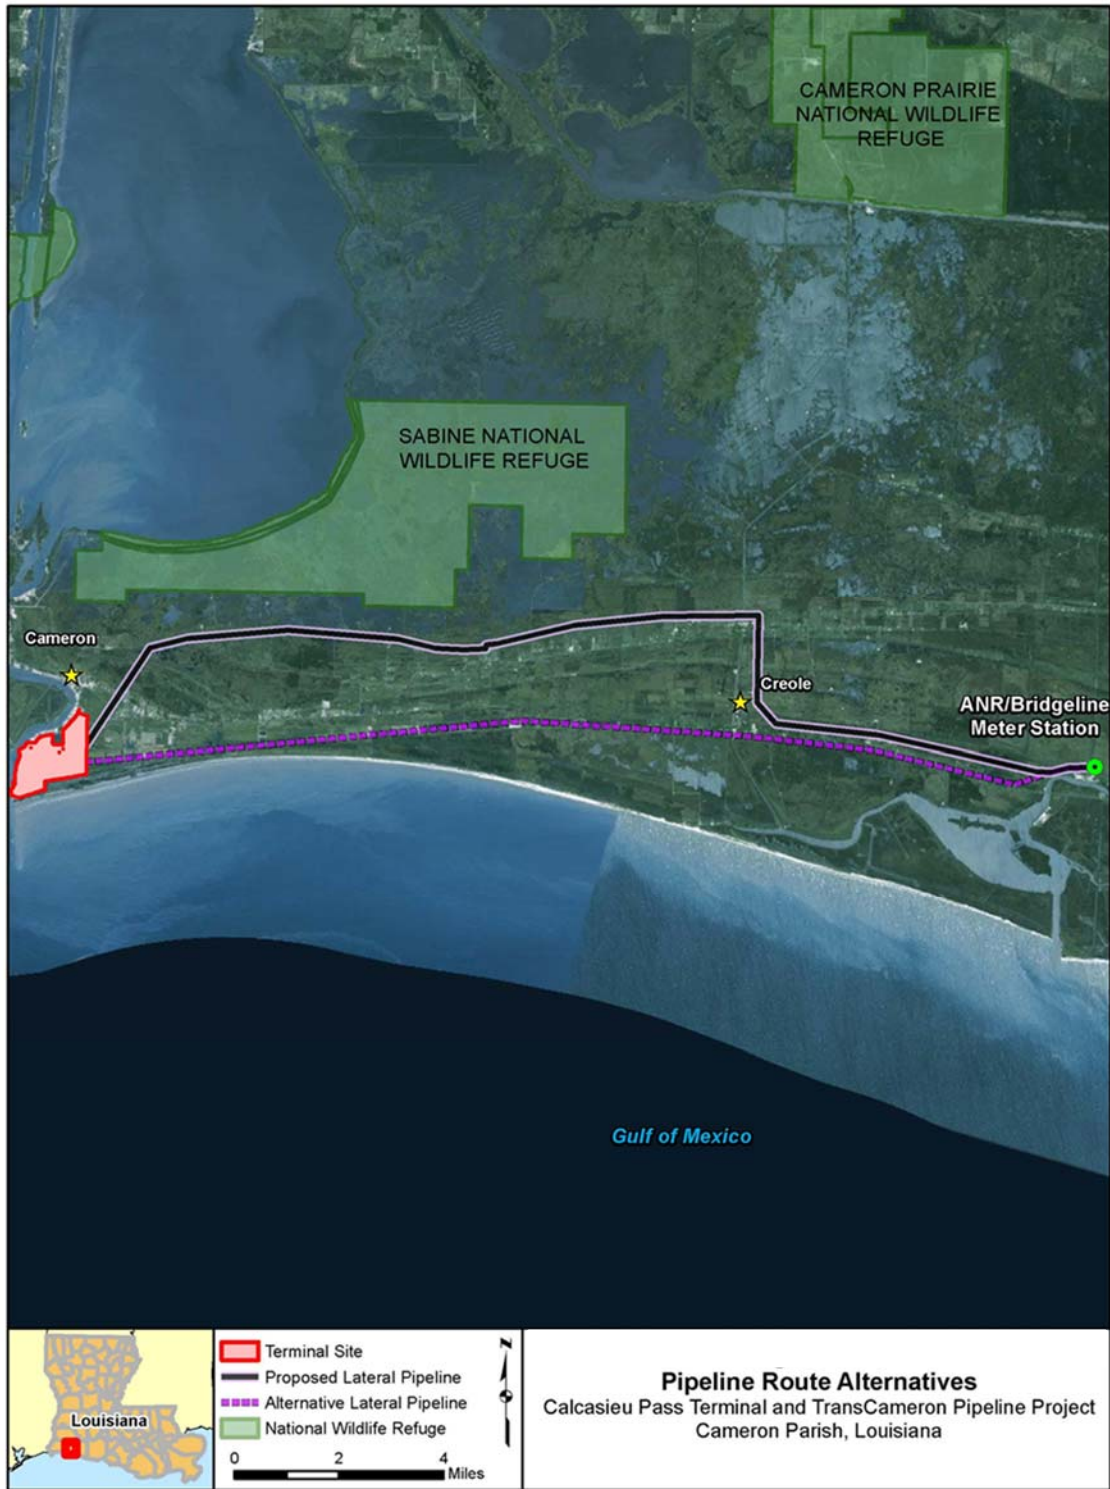 CAMERON PRAIRIE
NATIONAL WILDLIFE
REFUGE
SABINE NATIONAL
WILDLIFE REFUGE
Cameron
Creole
ANR/Bridgeline
Meter Station
Gulf of Mexico
Louisiana
Terminal Site
Proposed Lateral Pipeline
Alternative Lateral Pipeline
National Wildlife Refuge
0 2 4
Miles
N
Pipeline Route Alternatives
Calcasieu Pass Terminal and TransCameron Pipeline Project
Cameron Parish, Louisiana